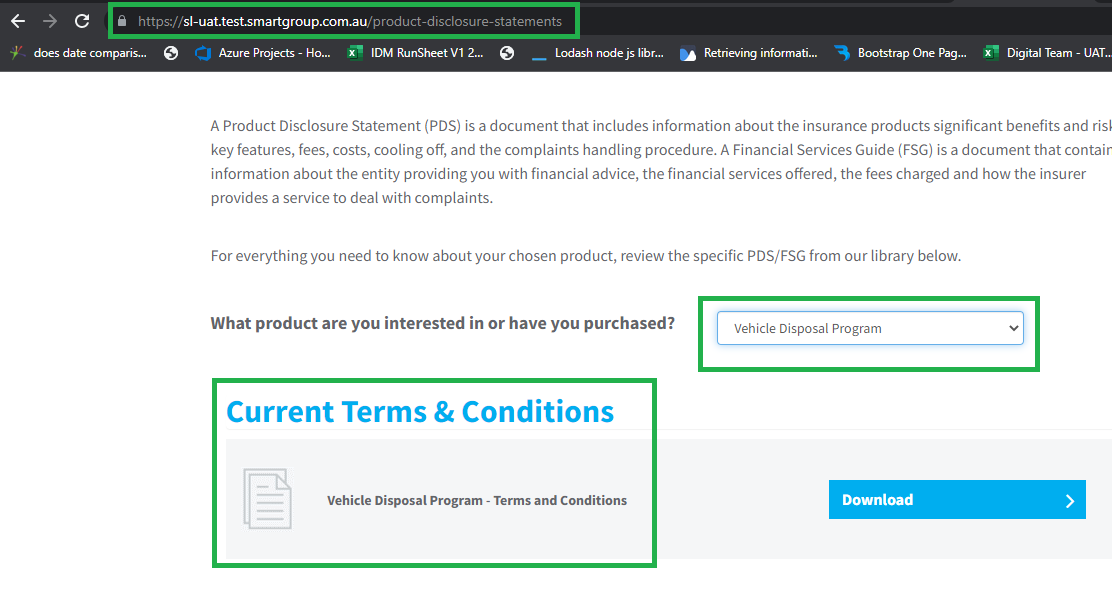 https://sl-uat.test.smartgroup.com.au/product-disclosure-statements
does date comparis... Azure Projects - Ho... IDM RunSheet V1 2... Lodash node js libr... Retrieving informati... Bootstrap One Pag... Digital Team - UAT...
A Product Disclosure Statement (PDS) is a document that includes information about the insurance products significant benefits and risk
key features, fees, costs, cooling off, and the complaints handling procedure. A Financial Services Guide (FSG) is a document that contain
information about the entity providing you with financial advice, the financial services offered, the fees charged and how the insurer
provides a service to deal with complaints.
For everything you need to know about your chosen product, review the specific PDS/FSG from our library below.
What product are you interested in or have you purchased? Vehicle Disposal Program
Current Terms & Conditions
Vehicle Disposal Program - Terms and Conditions Download